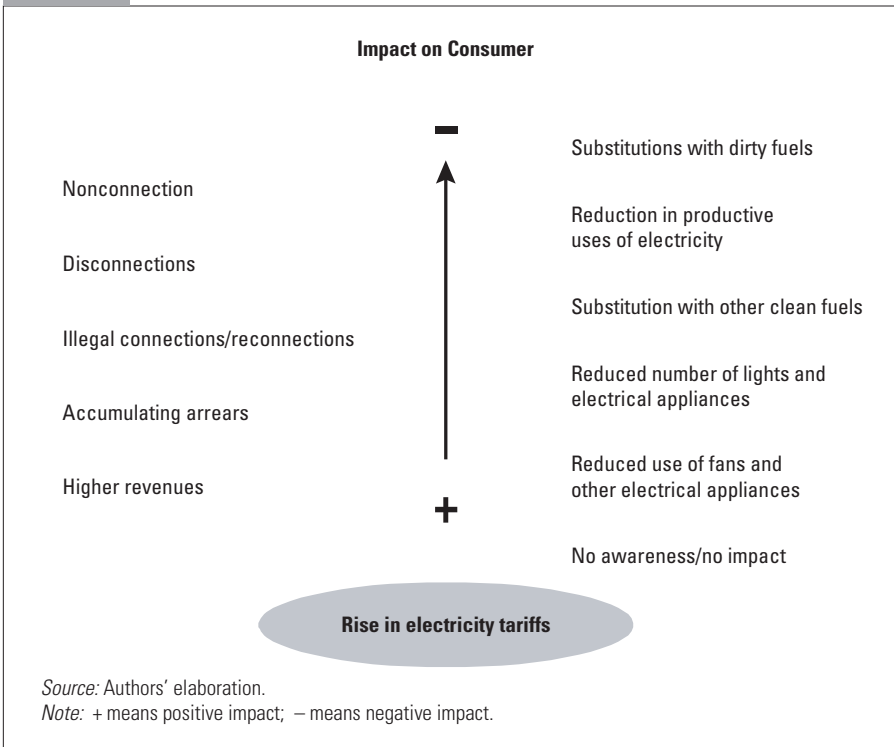 Impact on Consumer
–
Nonconnection
Disconnections
Illegal connections/reconnections
Accumulating arrears
Higher revenues
Substitutions with dirty fuels
Reduction in productive
uses of electricity
Substitution with other clean fuels
Reduced number of lights and
electrical appliances
Reduced use of fans and
other electrical appliances
No awareness/no impact
+
Rise in electricity tariffs
Source: Authors’ elaboration.
Note: + means positive impact; – means negative impact.